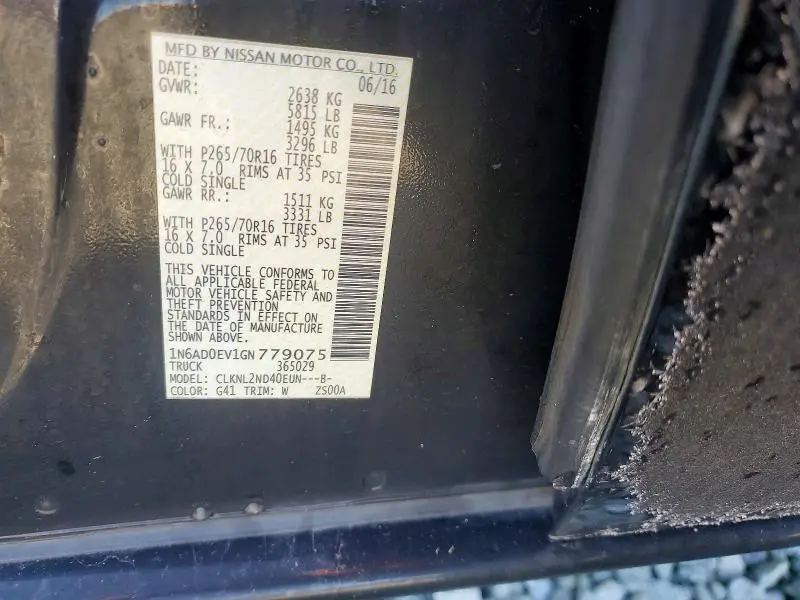 MFD BY NISSAN MOTOR CO., LTD.
DATE: 06/16
GVWR: 2638 KG
5815 LB
GAWR FR.: 1495 KG
3296 LB
WITH P265/70R16 TIRES
16 X 7.0 RIMS AT 35 PSI
COLD SINGLE
GAWR RR.: 1511 KG
3331 LB
WITH P265/70R16 TIRES
16 X 7.0 RIMS AT 35 PSI
COLD SINGLE
THIS VEHICLE CONFORMS TO
ALL APPLICABLE FEDERAL
MOTOR VEHICLE SAFETY AND
THEFT PREVENTION
STANDARDS IN EFFECT ON
THE DATE OF MANUFACTURE
SHOWN ABOVE.
1N6AD0EV1GN779075
TRUCK 365029
MODEL: CLKNL2ND40EUN---B-
COLOR: G41 TRIM: W ZS00A